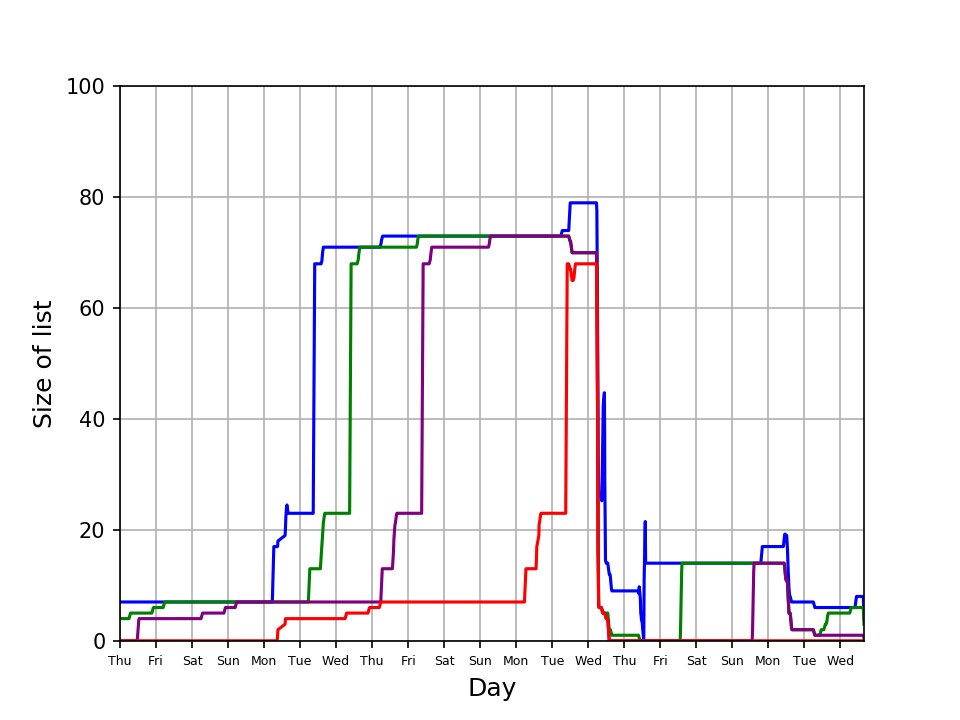 100
80
60
40
20
0
Size of list
Thu Fri Sat Sun Mon Tue Wed Thu Fri Sat Sun Mon Tue Wed Thu Fri Sat Sun Mon Tue Wed
Day